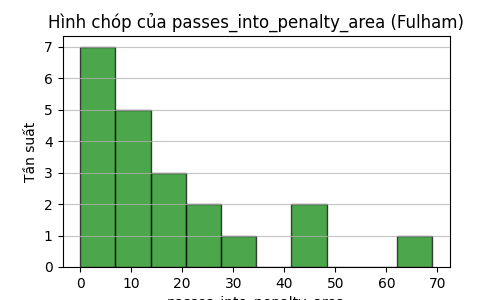 Hình chóp của passes_into_penalty_area (Fulham)
7
6
5
4
3
2
1
0
Tần suất
0 10 20 30 40 50 60 70
passes_into_penalty_area